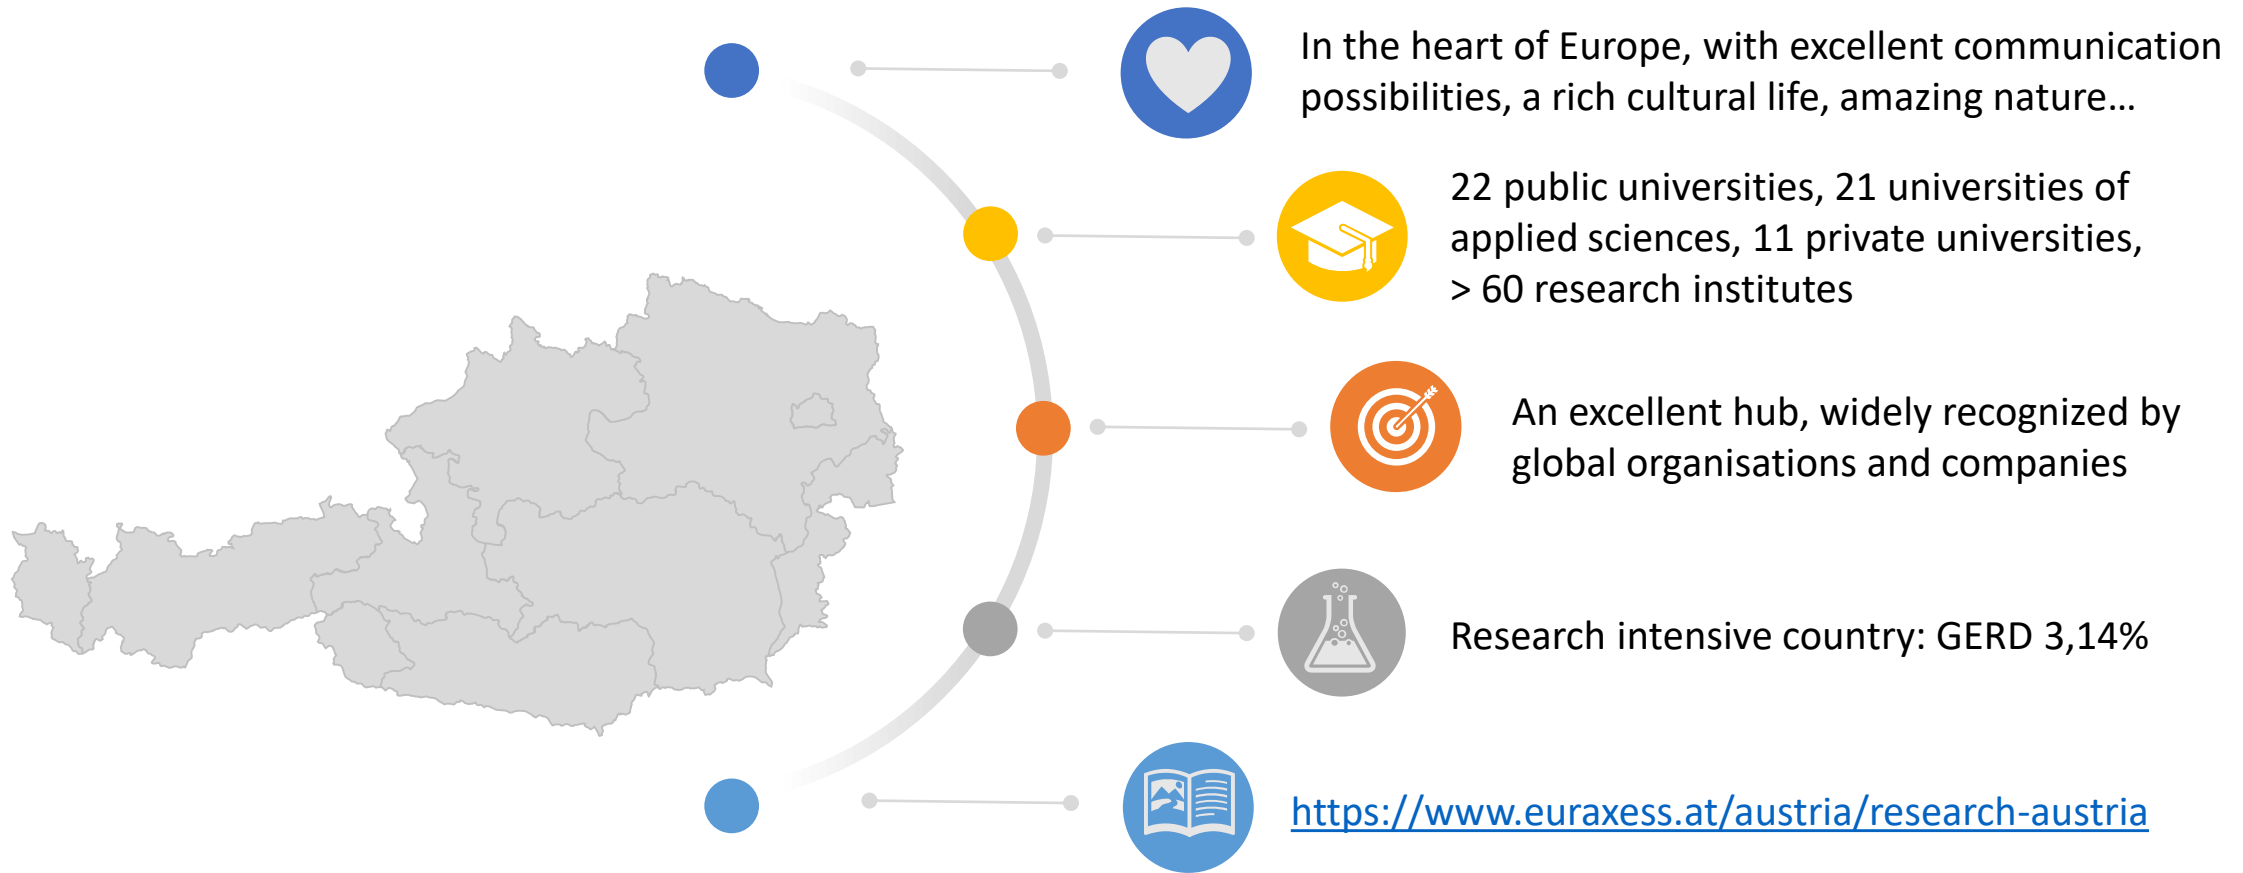 In the heart of Europe, with excellent communication
possibilities, a rich cultural life, amazing nature…
22 public universities, 21 universities of
applied sciences, 11 private universities,
> 60 research institutes
An excellent hub, widely recognized by
global organisations and companies
Research intensive country: GERD 3,14%
https://www.euraxess.at/austria/research-austria